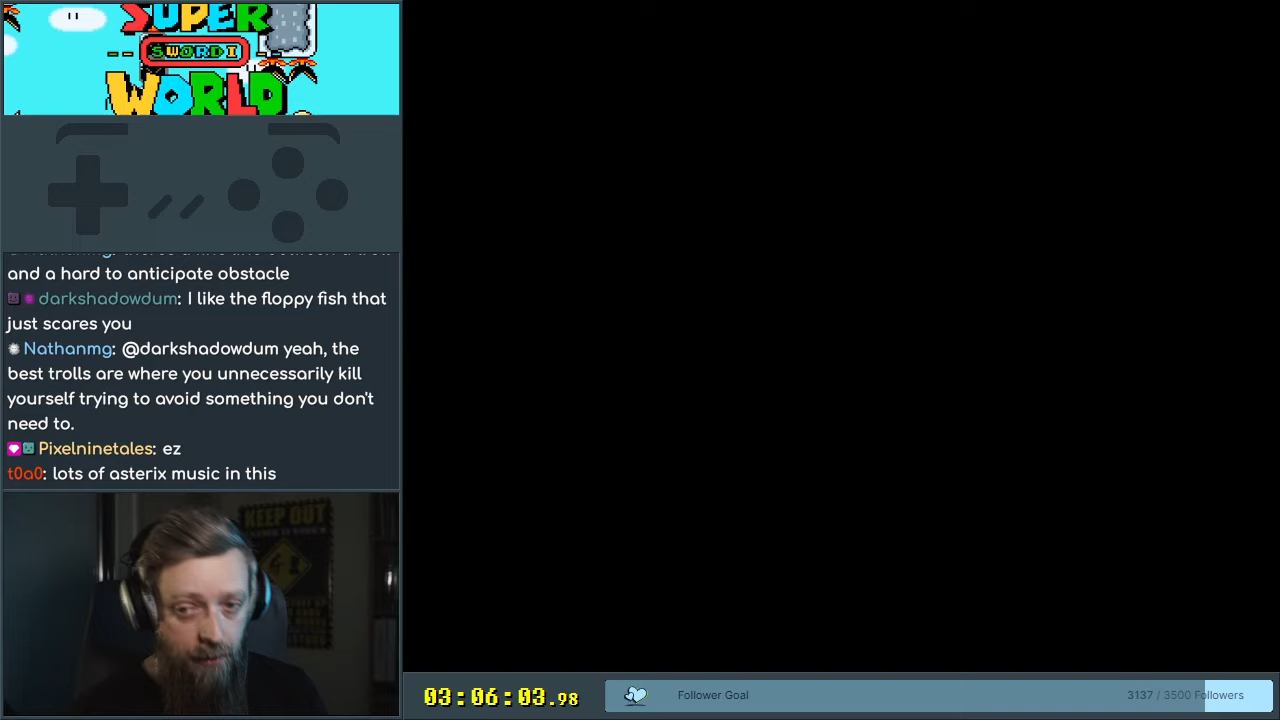 SUPER
SWORDI
WORLD
and a hard to anticipate obstacle
darkshadowdum: I like the floppy fish that
just scares you
Nathanmg: @darkshadowdum yeah, the
best trolls are where you unnecessarily kill
yourself trying to avoid something you don't
need to.
Pixelninetales: ez
t0a0: lots of asterix music in this
KEEP OUT
03:06:03.98
Follower Goal
3137 / 3500 Followers